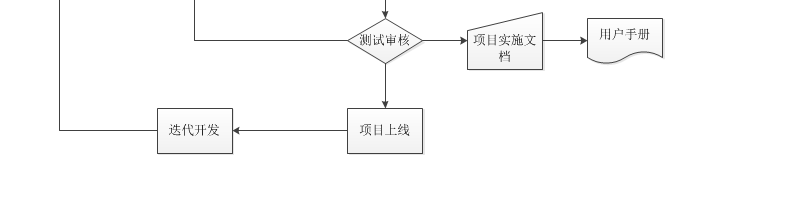 用户手册
测试审核
项目实施文
档
迭代开发
项目上线